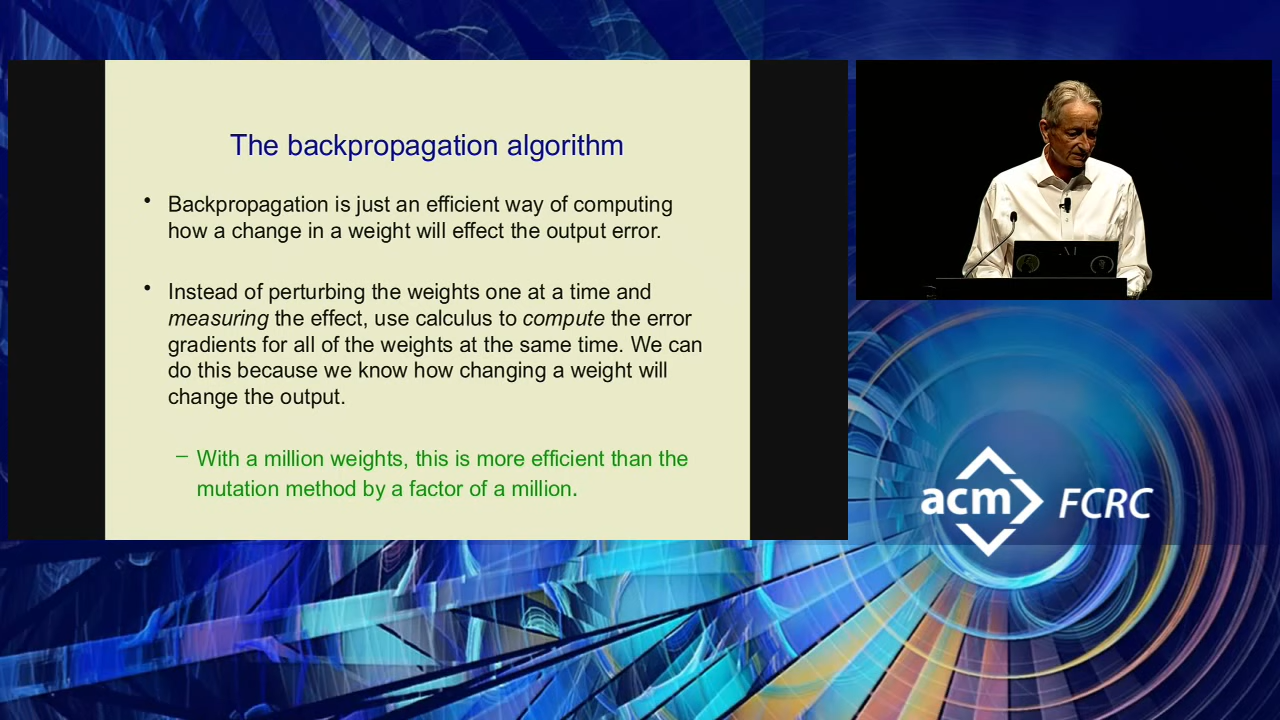 The backpropagation algorithm
• Backpropagation is just an efficient way of computing
how a change in a weight will effect the output error.
• Instead of perturbing the weights one at a time and
measuring the effect, use calculus to compute the error
gradients for all of the weights at the same time. We can
do this because we know how changing a weight will
change the output.
– With a million weights, this is more efficient than the
mutation method by a factor of a million.
acm FCRC